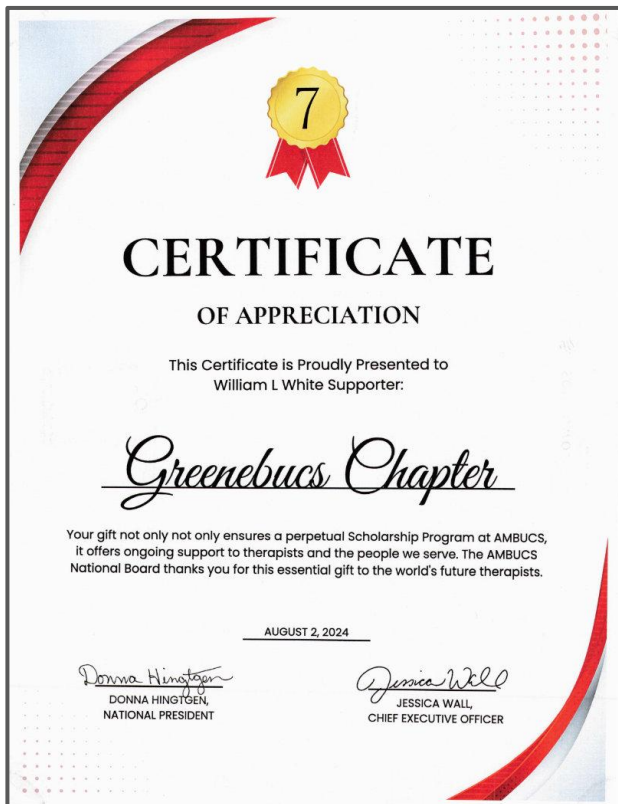 7
CERTIFICATE
OF APPRECIATION
This Certificate is Proudly Presented to
William L White Supporter:
Greenebucs Chapter
Your gift not only not only ensures a perpetual Scholarship Program at AMBUCS,
it offers ongoing support to therapists and the people we serve. The AMBUCS
National Board thanks you for this essential gift to the world's future therapists.
AUGUST 2, 2024
Donna Hingtgen
DONNA HINGTGEN,
NATIONAL PRESIDENT
Jessica Wall
JESSICA WALL,
CHIEF EXECUTIVE OFFICER